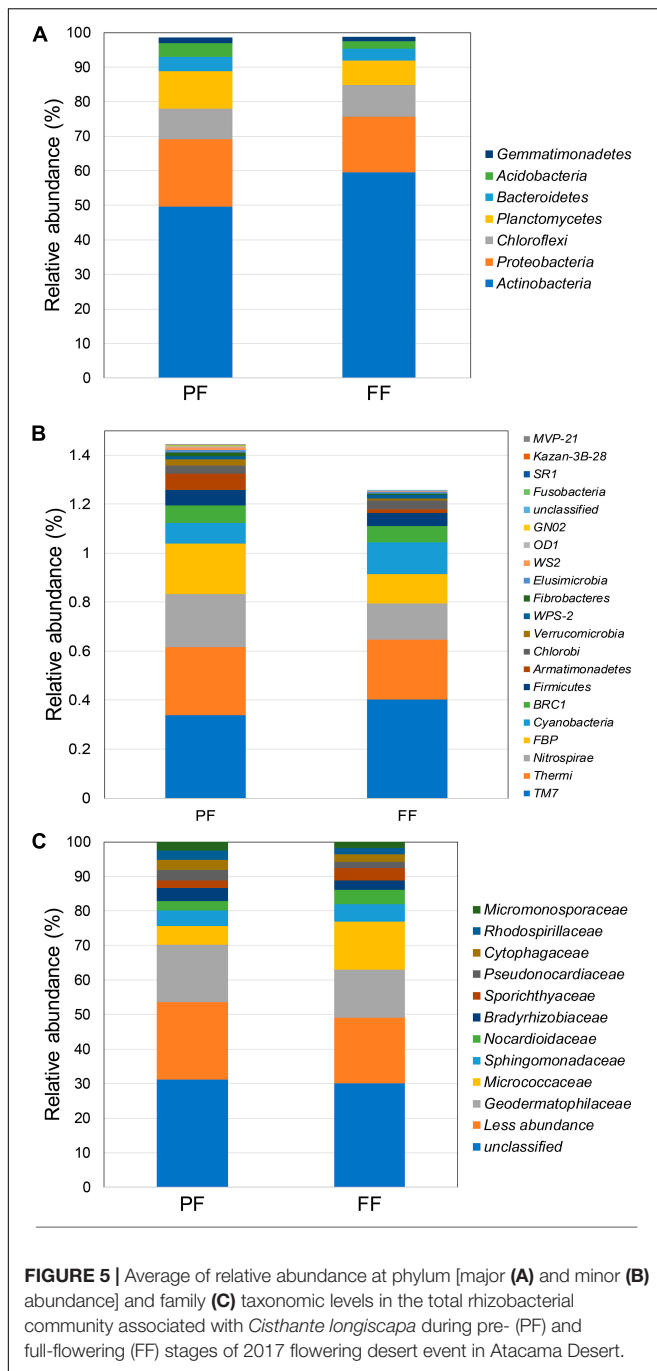 A
Relative abundance (%)
100
90
80
70
60
50
40
30
20
10
0
PF
FF
Gemmatimonadetes
Acidobacteria
Bacteroidetes
Planctomycetes
Chloroflexi
Proteobacteria
Actinobacteria
B
Relative abundance (%)
1.4
1.2
1
0.8
0.6
0.4
0.2
0
PF
FF
MVP-21
Kazan-3B-28
SR1
Fusobacteria
unclassified
GN02
OD1
WS2
Elusimicrobia
Fibrobacteres
WPS-2
Verrucomicrobia
Chlorobi
Armatimonadetes
Firmicutes
BRC1
Cyanobacteria
FBP
Nitrospirae
Thermi
TM7
C
Relative abundance (%)
100
90
80
70
60
50
40
30
20
10
0
PF
FF
Micromonosporaceae
Rhodospirillaceae
Cytophagaceae
Pseudonocardiaceae
Sporichthyaceae
Bradyrhizobiaceae
Nocardioidaceae
Sphingomonadaceae
Micrococcaceae
Geodermatophilaceae
Less abundance
unclassified
FIGURE 5 | Average of relative abundance at phylum [major (A) and minor (B)
abundance] and family (C) taxonomic levels in the total rhizobacterial
community associated with Cisthante longiscapa during pre- (PF) and
full-flowering (FF) stages of 2017 flowering desert event in Atacama Desert.